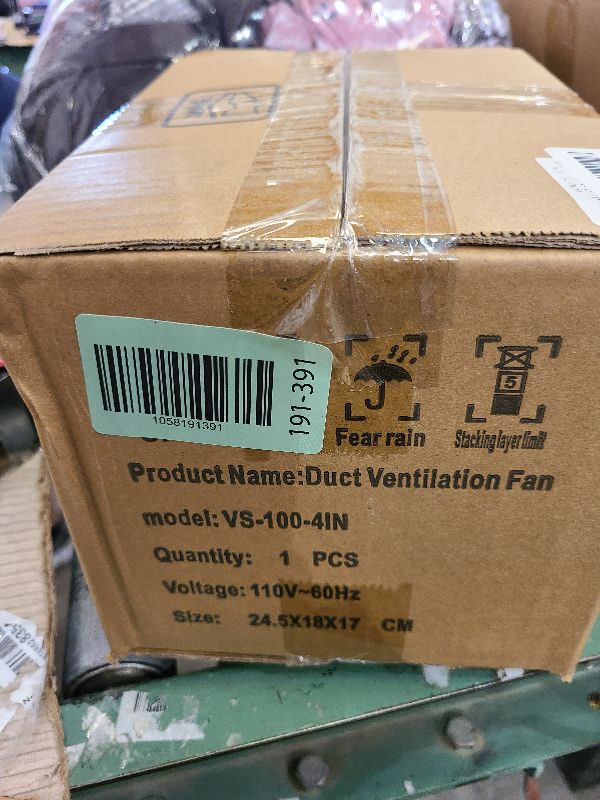 1058191391
191-391
5
Fear rain
Stacking layer limit
Product Name:Duct Ventilation Fan
model: VS-100-4IN
Quantity: 1 PCS
Voltage: 110V~60Hz
Size: 24.5X18X17 CM